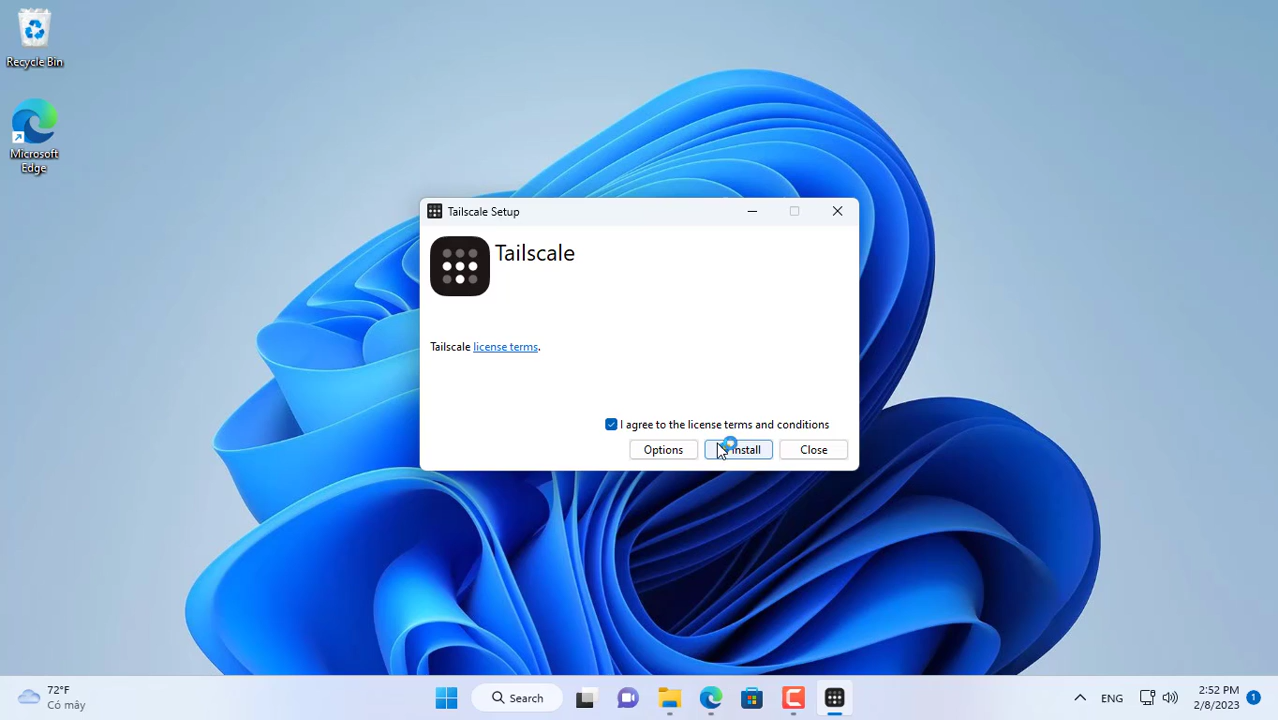 Recycle Bin
Microsoft
Edge
Tailscale Setup
Tailscale
Tailscale license terms.
I agree to the license terms and conditions
Options
Install
Close
72°F
Có mây
Search
ENG
2:52 PM
2/8/2023
1